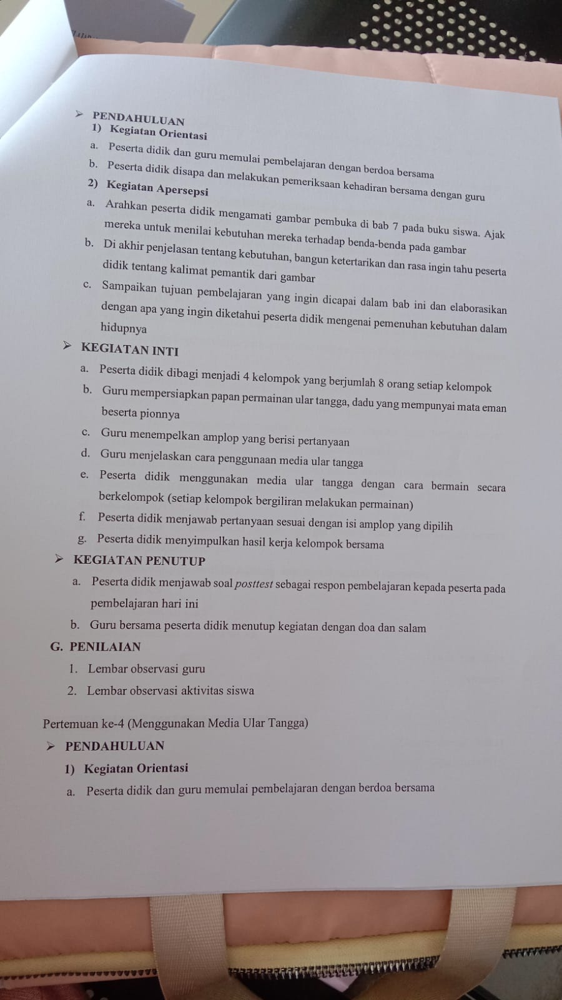 ➢ PENDAHULUAN
1) Kegiatan Orientasi
a. Peserta didik dan guru memulai pembelajaran dengan berdoa bersama
b. Peserta didik disapa dan melakukan pemeriksaan kehadiran bersama dengan guru
2) Kegiatan Apersepsi
a. Arahkan peserta didik mengamati gambar pembuka di bab 7 pada buku siswa. Ajak
mereka untuk menilai kebutuhan mereka terhadap benda-benda pada gambar
b. Di akhir penjelasan tentang kebutuhan, bangun ketertarikan dan rasa ingin tahu peserta
didik tentang kalimat pemantik dari gambar
c. Sampaikan tujuan pembelajaran yang ingin dicapai dalam bab ini dan elaborasikan
dengan apa yang ingin diketahui peserta didik mengenai pemenuhan kebutuhan dalam
hidupnya
➢ KEGIATAN INTI
a. Peserta didik dibagi menjadi 4 kelompok yang berjumlah 8 orang setiap kelompok
b. Guru mempersiapkan papan permainan ular tangga, dadu yang mempunyai mata eman
beserta pionnya
c. Guru menempelkan amplop yang berisi pertanyaan
d. Guru menjelaskan cara penggunaan media ular tangga
e. Peserta didik menggunakan media ular tangga dengan cara bermain secara
berkelompok (setiap kelompok bergiliran melakukan permainan)
f. Peserta didik menjawab pertanyaan sesuai dengan isi amplop yang dipilih
g. Peserta didik menyimpulkan hasil kerja kelompok bersama
➢ KEGIATAN PENUTUP
a. Peserta didik menjawab soal posttest sebagai respon pembelajaran kepada peserta pada
pembelajaran hari ini
b. Guru bersama peserta didik menutup kegiatan dengan doa dan salam
G. PENILAIAN
1. Lembar observasi guru
2. Lembar observasi aktivitas siswa
Pertemuan ke-4 (Menggunakan Media Ular Tangga)
➢ PENDAHULUAN
1) Kegiatan Orientasi
a. Peserta didik dan guru memulai pembelajaran dengan berdoa bersama